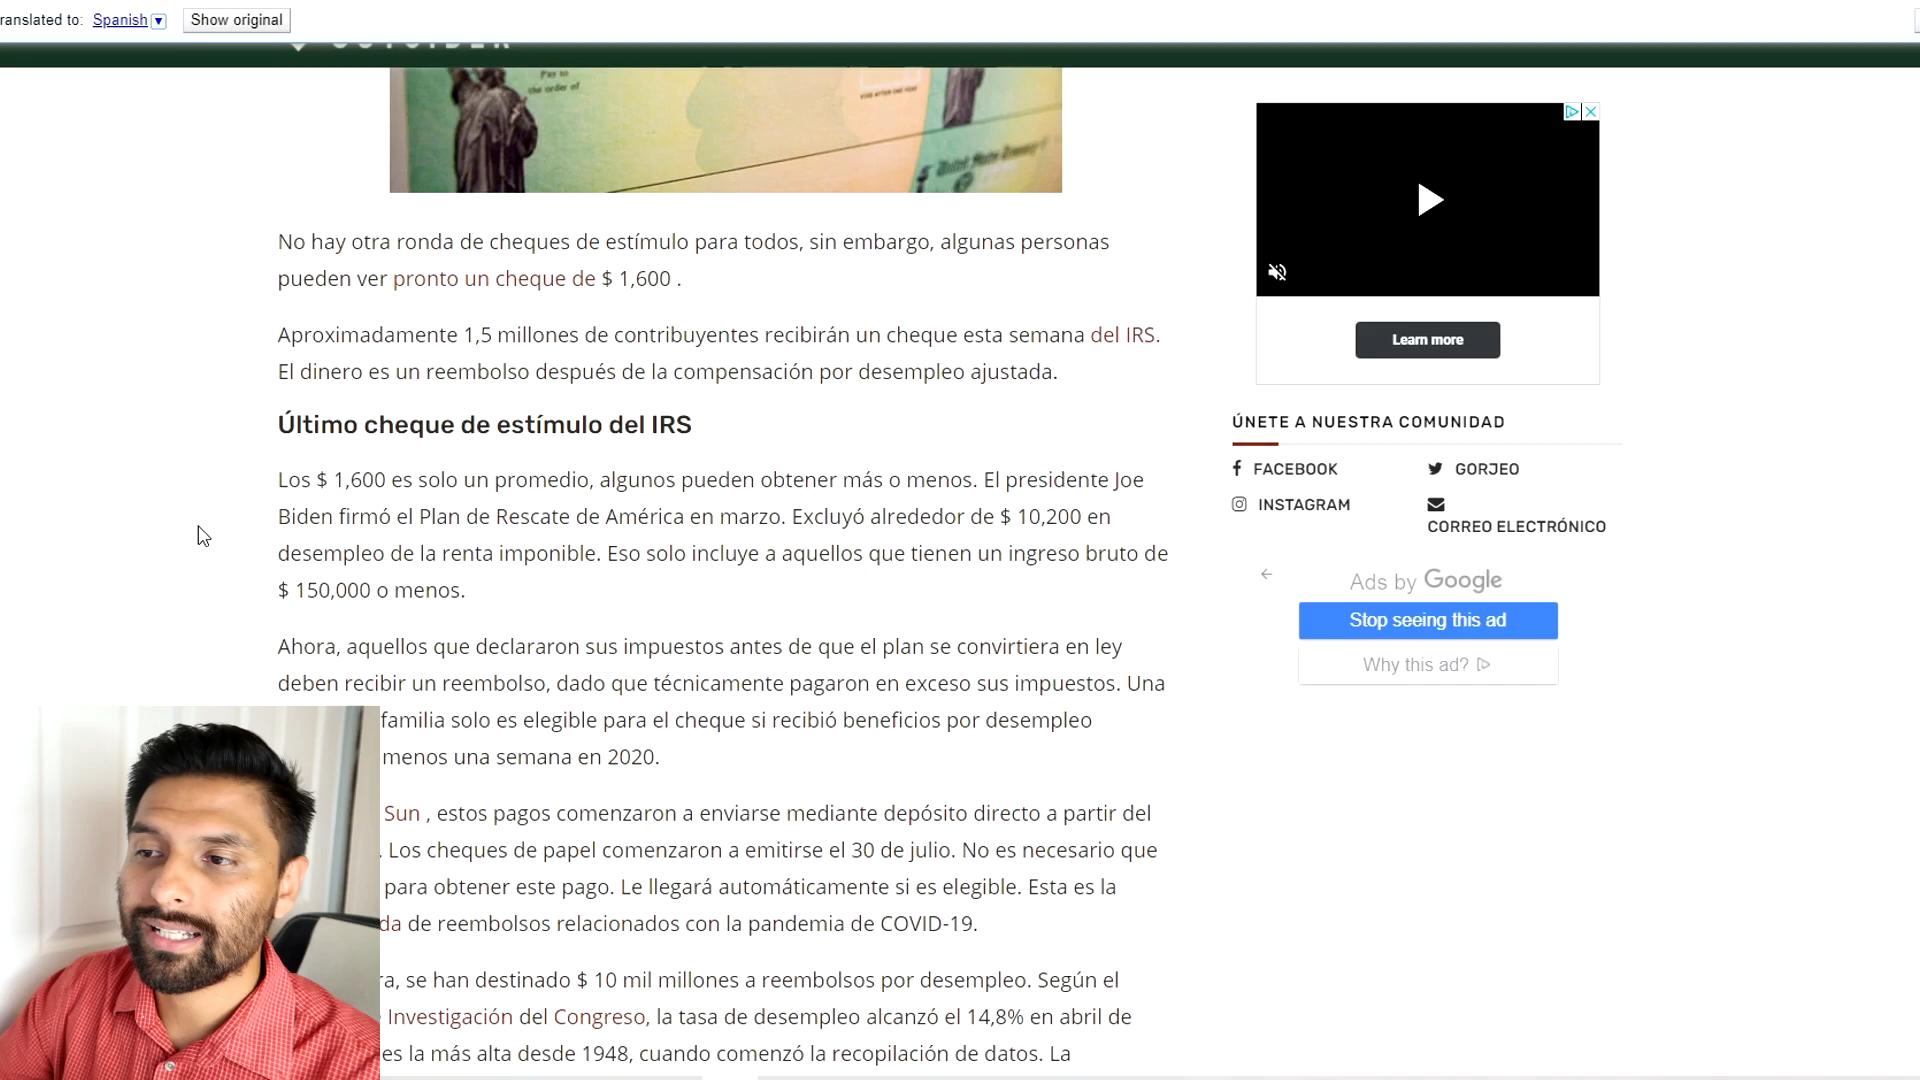 ranslated to: Spanish Show original
Pay to
the order of
No hay otra ronda de cheques de estímulo para todos, sin embargo, algunas personas
pueden ver pronto un cheque de $ 1,600 .
Aproximadamente 1,5 millones de contribuyentes recibirán un cheque esta semana del IRS.
El dinero es un reembolso después de la compensación por desempleo ajustada.
Último cheque de estímulo del IRS
Los $ 1,600 es solo un promedio, algunos pueden obtener más o menos. El presidente Joe
Biden firmó el Plan de Rescate de América en marzo. Excluyó alrededor de $ 10,200 en
desempleo de la renta imponible. Eso solo incluye a aquellos que tienen un ingreso bruto de
$ 150,000 o menos.
Ahora, aquellos que declararon sus impuestos antes de que el plan se convirtiera en ley
deben recibir un reembolso, dado que técnicamente pagaron en exceso sus impuestos. Una
familia solo es elegible para el cheque si recibió beneficios por desempleo
menos una semana en 2020.
Sun , estos pagos comenzaron a enviarse mediante depósito directo a partir del
. Los cheques de papel comenzaron a emitirse el 30 de julio. No es necesario que
para obtener este pago. Le llegará automáticamente si es elegible. Esta es la
da de reembolsos relacionados con la pandemia de COVID-19.
ra, se han destinado $ 10 mil millones a reembolsos por desempleo. Según el
Investigación del Congreso, la tasa de desempleo alcanzó el 14,8% en abril de
es la más alta desde 1948, cuando comenzó la recopilación de datos. La
Learn more
ÚNETE A NUESTRA COMUNIDAD
FACEBOOK GORJEO
INSTAGRAM
CORREO ELECTRÓNICO
Ads by Google
Stop seeing this ad
Why this ad?